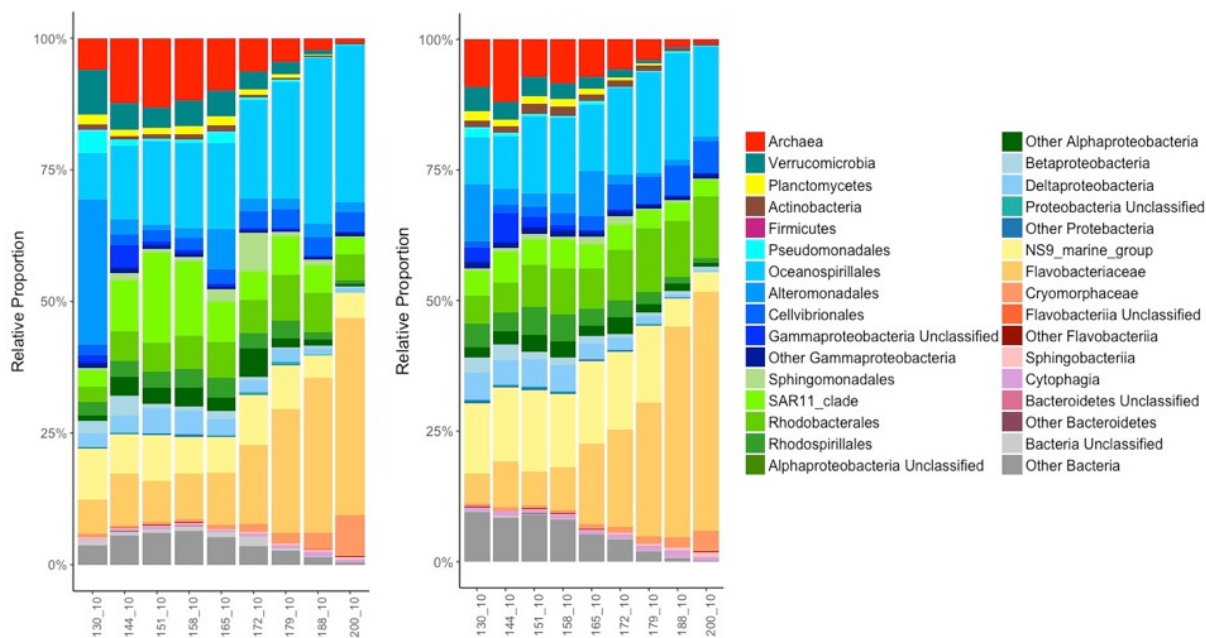 Relative Proportion
100%
75%
50%
25%
0%
130_10
144_10
151_10
158_10
165_10
172_10
179_10
188_10
200_10
Relative Proportion
100%
75%
50%
25%
0%
130_10
144_10
151_10
158_10
165_10
172_10
179_10
188_10
200_10
Archaea
Verrucomicrobia
Planctomycetes
Actinobacteria
Firmicutes
Pseudomonadales
Oceanospirillales
Alteromonadales
Cellvibrionales
Gammaproteobacteria Unclassified
Other Gammaproteobacteria
Sphingomonadales
SAR11_clade
Rhodobacterales
Rhodospirillales
Alphaproteobacteria Unclassified
Other Alphaproteobacteria
Betaproteobacteria
Deltaproteobacteria
Proteobacteria Unclassified
Other Protebacteria
NS9_marine_group
Flavobacteriaceae
Cryomorphaceae
Flavobacteriia Unclassified
Other Flavobacteriia
Sphingobacteriia
Cytophagia
Bacteroidetes Unclassified
Other Bacteroidetes
Bacteria Unclassified
Other Bacteria